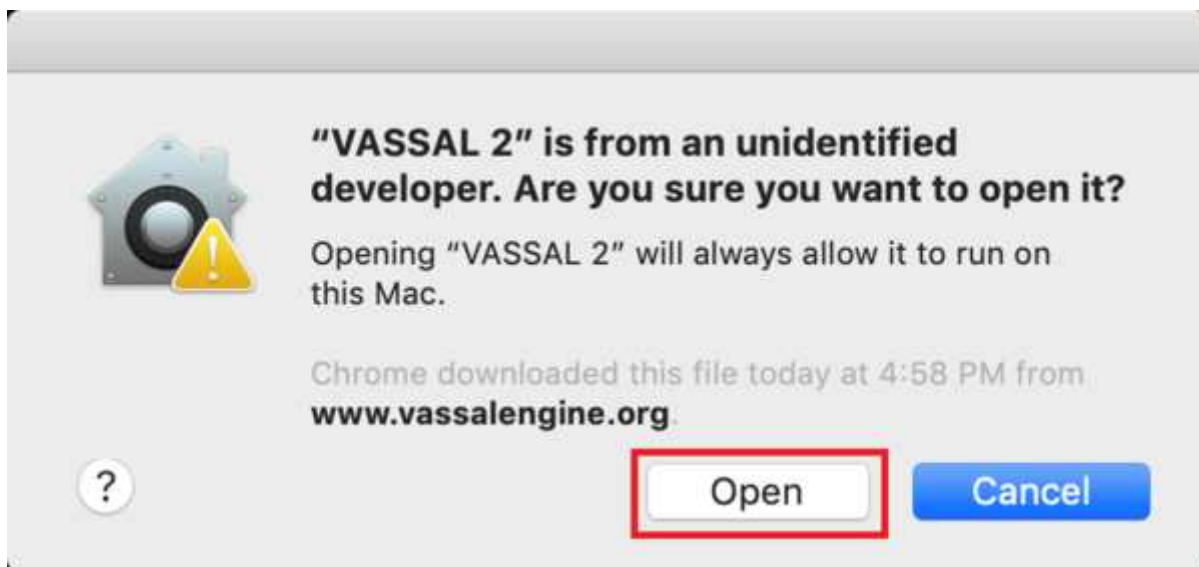 “VASSAL 2” is from an unidentified
developer. Are you sure you want to open it?
Opening “VASSAL 2” will always allow it to run on
this Mac.
Chrome downloaded this file today at 4:58 PM from
www.vassalengine.org.
?
Open
Cancel